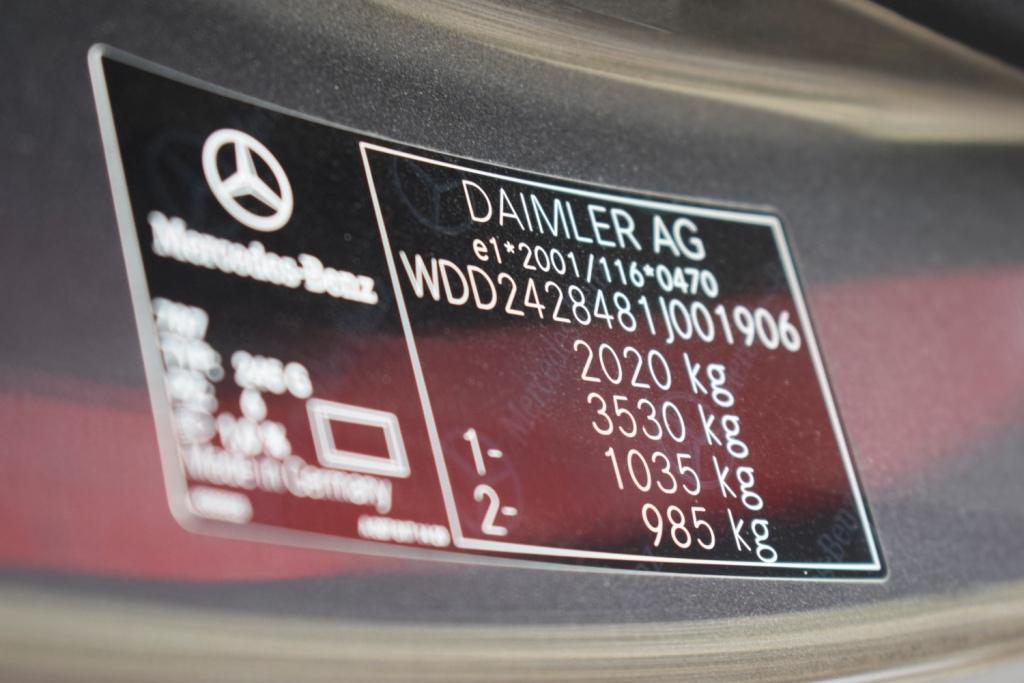 Mercedes-Benz
245 G
Made in Germany
DAIMLER AG
e1*2001/116*0470
WDD2428481J001906
2020 kg
3530 kg
1- 1035 kg
2- 985 kg